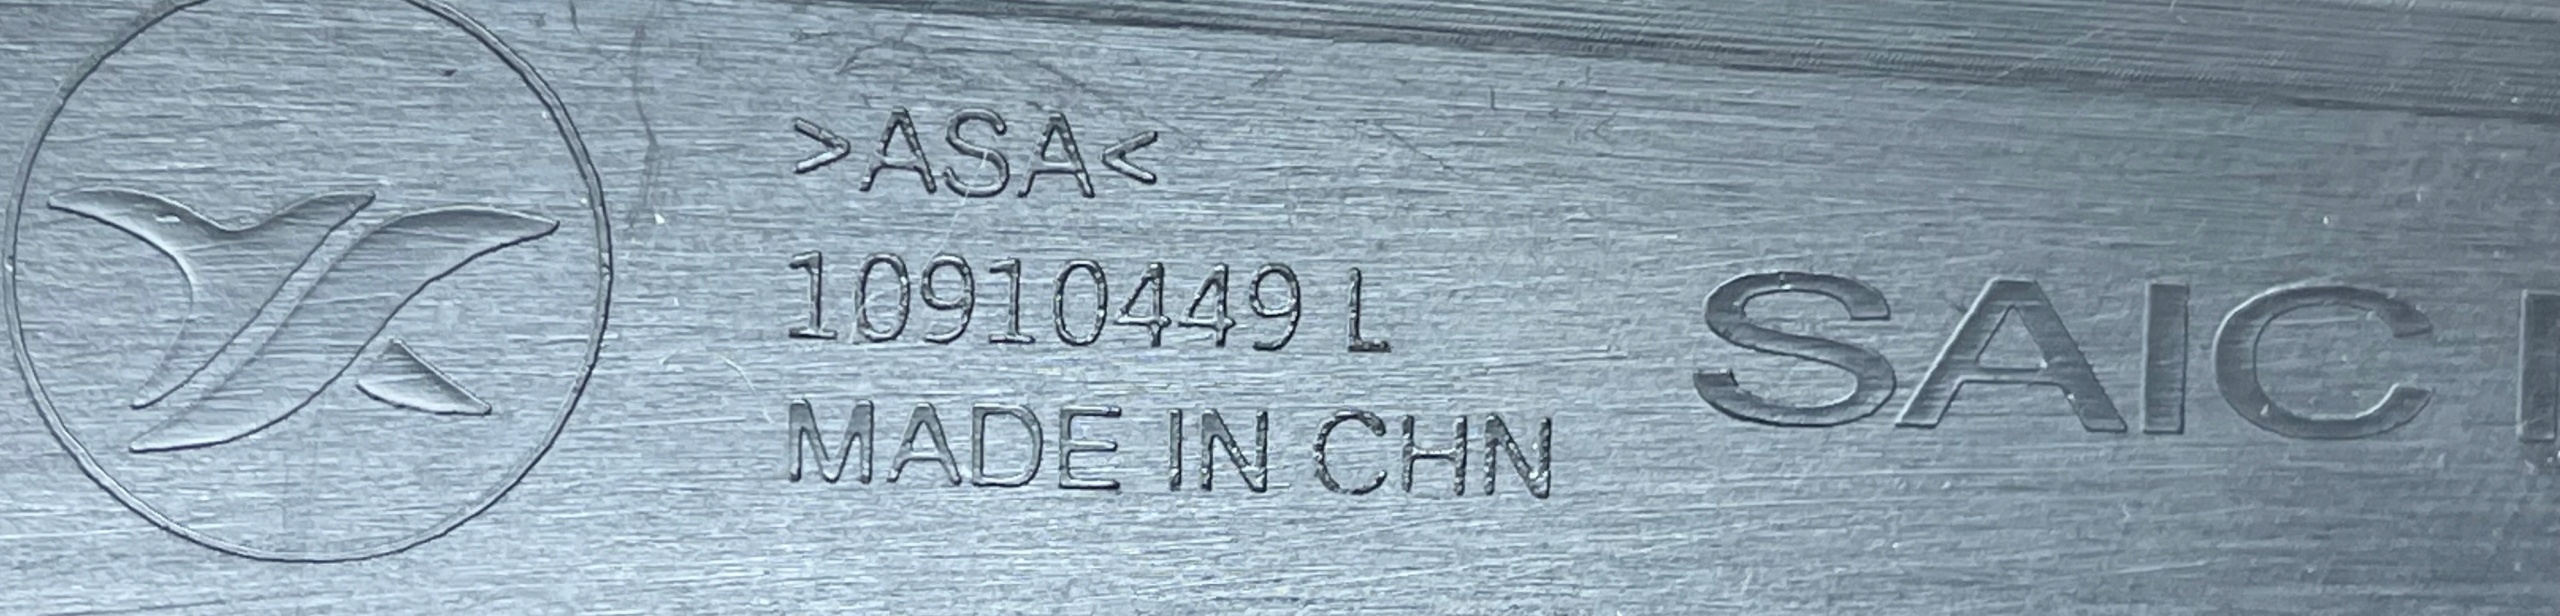 >ASA<
10910449 L
MADE IN CHN
SAIC